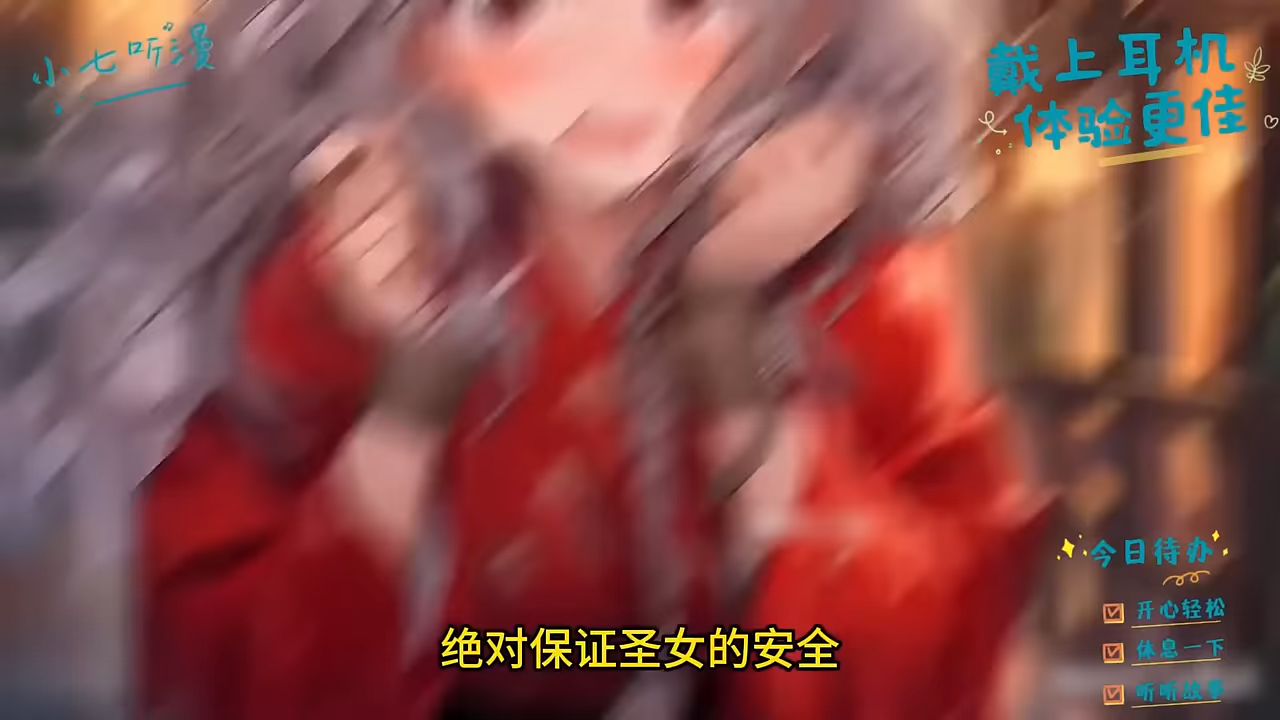 小七听漫
戴上耳机
体验更佳
今日待办
开心轻松
休息一下
听听故事
绝对保证圣女的安全